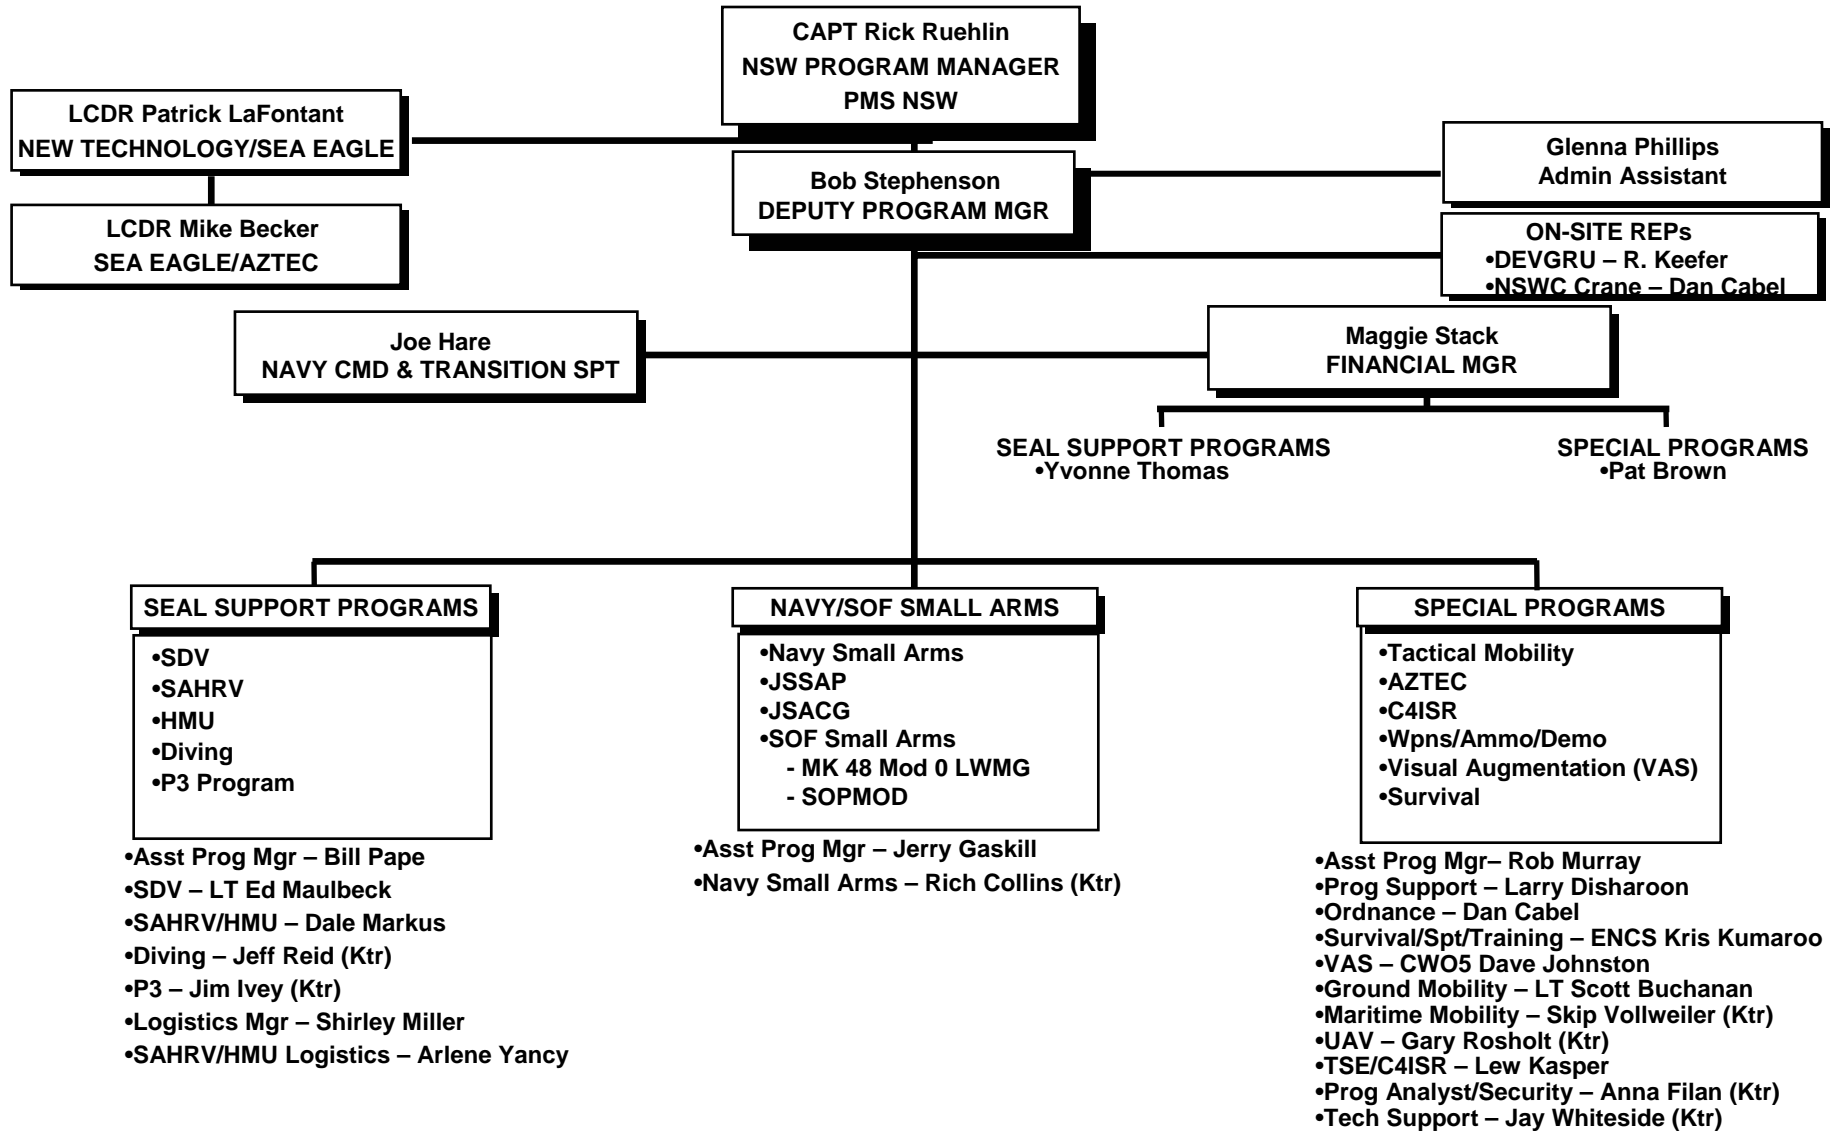 CAPT Rick Ruehlin
NSW PROGRAM MANAGER
PMS NSW
LCDR Patrick LaFontant
NEW TECHNOLOGY/SEA EAGLE
LCDR Mike Becker
SEA EAGLE/AZTEC
Bob Stephenson
DEPUTY PROGRAM MGR
Glenna Phillips
Admin Assistant
ON-SITE REPs
•DEVGRU – R. Keefer
•NSWC Crane – Dan Cabel
Joe Hare
NAVY CMD & TRANSITION SPT
Maggie Stack
FINANCIAL MGR
SEAL SUPPORT PROGRAMS
•Yvonne Thomas
SPECIAL PROGRAMS
•Pat Brown
SEAL SUPPORT PROGRAMS
•SDV
•SAHRV
•HMU
•Diving
•P3 Program
•Asst Prog Mgr – Bill Pape
•SDV – LT Ed Maulbeck
•SAHRV/HMU – Dale Markus
•Diving – Jeff Reid (Ktr)
•P3 – Jim Ivey (Ktr)
•Logistics Mgr – Shirley Miller
•SAHRV/HMU Logistics – Arlene Yancy
NAVY/SOF SMALL ARMS
•Navy Small Arms
•JSSAP
•JSACG
•SOF Small Arms
- MK 48 Mod 0 LWMG
- SOPMOD
•Asst Prog Mgr – Jerry Gaskill
•Navy Small Arms – Rich Collins (Ktr)
SPECIAL PROGRAMS
•Tactical Mobility
•AZTEC
•C4ISR
•Wpns/Ammo/Demo
•Visual Augmentation (VAS)
•Survival
•Asst Prog Mgr– Rob Murray
•Prog Support – Larry Disharoon
•Ordnance – Dan Cabel
•Survival/Spt/Training – ENCS Kris Kumaroo
•VAS – CWO5 Dave Johnston
•Ground Mobility – LT Scott Buchanan
•Maritime Mobility – Skip Vollweiler (Ktr)
•UAV – Gary Rosholt (Ktr)
•TSE/C4ISR – Lew Kasper
•Prog Analyst/Security – Anna Filan (Ktr)
•Tech Support – Jay Whiteside (Ktr)